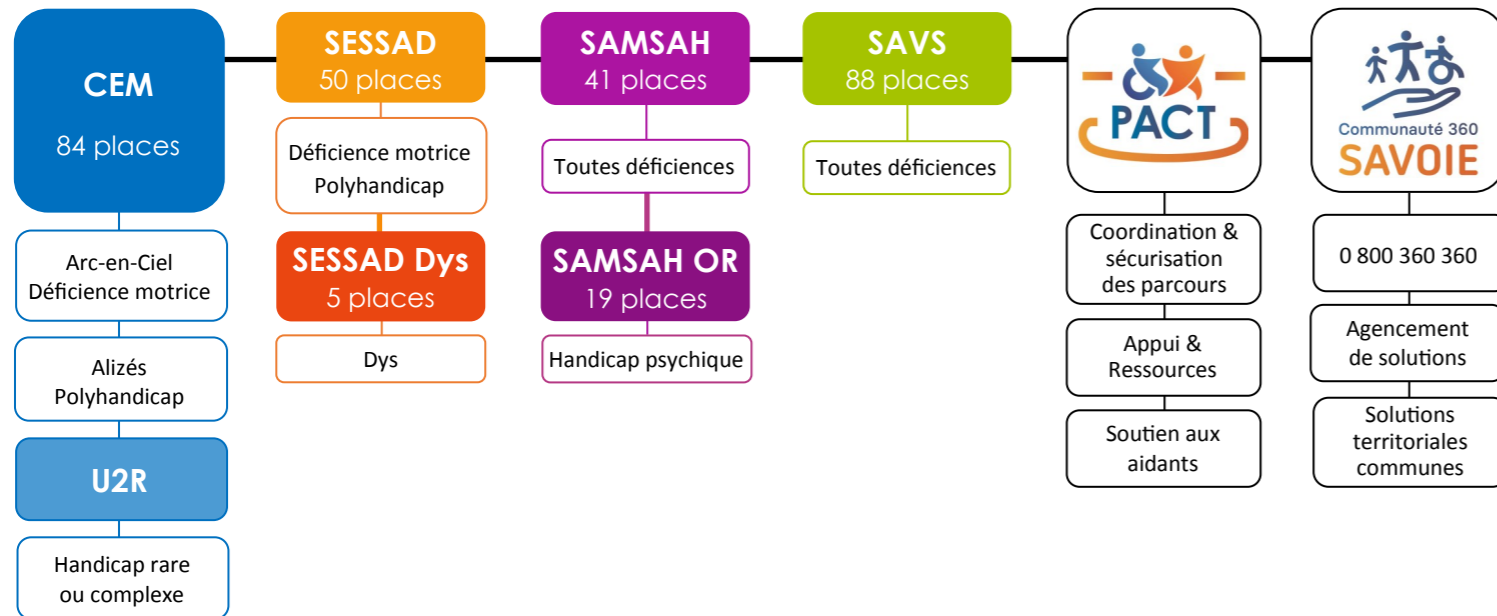 CEM
84 places
Arc-en-Ciel
Déficience motrice
Alizés
Polyhandicap
U2R
Handicap rare
ou complexe
SESSAD
50 places
Déficience motrice
Polyhandicap
SESSAD Dys
5 places
Dys
SAMSAH
41 places
Toutes déficiences
SAMSAH OR
19 places
Handicap psychique
SAVS
88 places
Toutes déficiences
PACT
Coordination &
sécurisation
des parcours
Appui &
Ressources
Soutien aux
aidants
Communauté 360
SAVOIE
0 800 360 360
Agencement
de solutions
Solutions
territoriales
communes